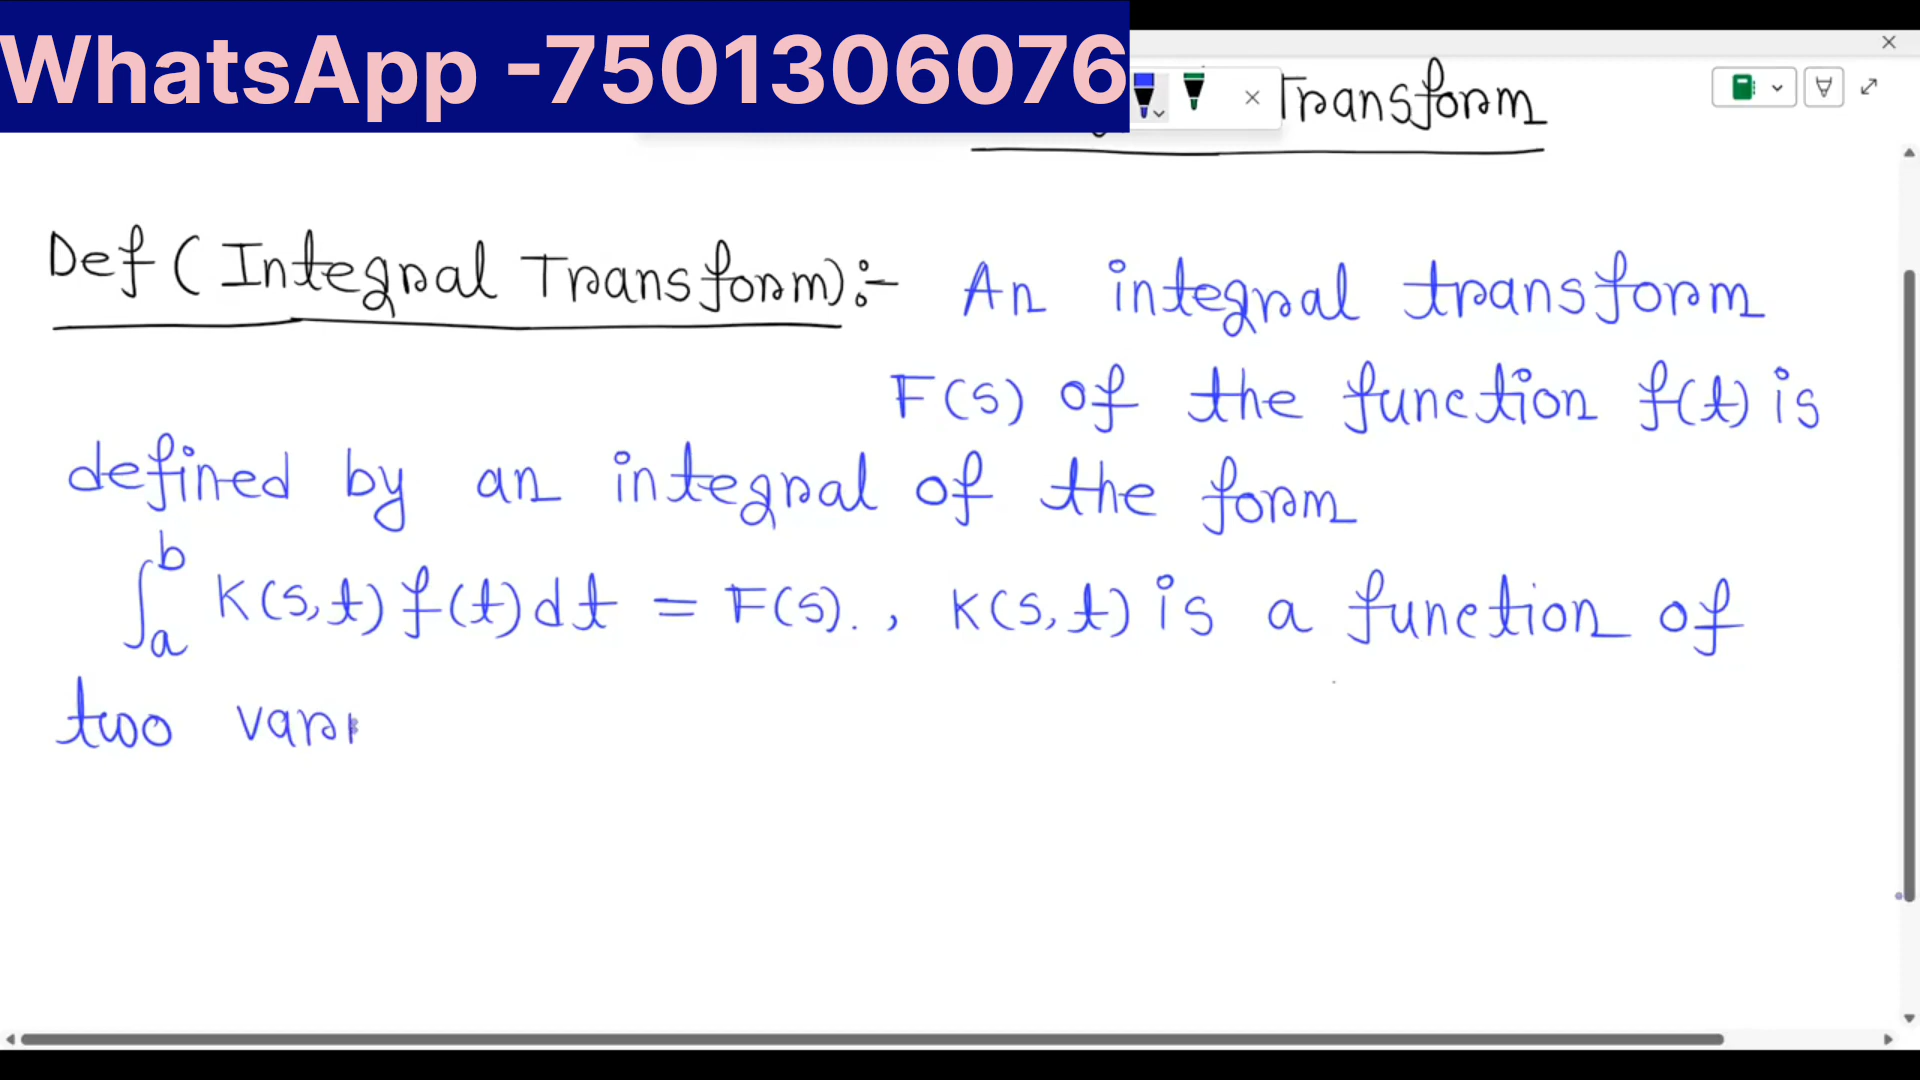 WhatsApp -7501306076
Transform
Def (Integral Transform):- An integral transform
F(s) of the function f(t) is
defined by an integral of the form
∫_a^b K(s,t) f(t) dt = F(s). , K(s,t) is a function of
two vari